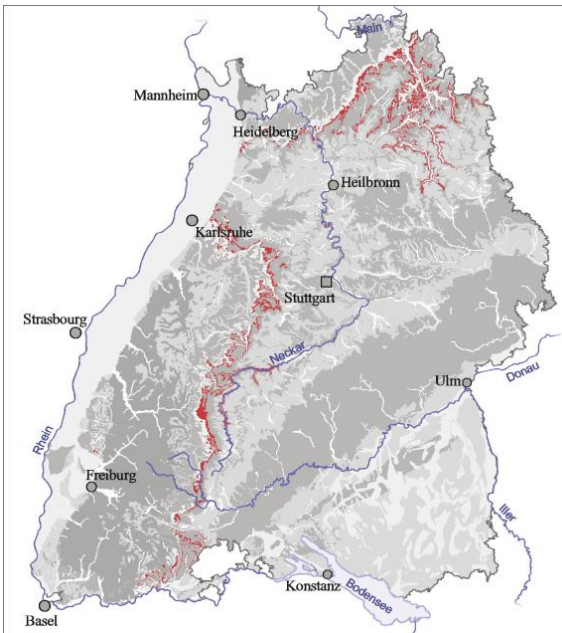 Main
Mannheim
Heidelberg
Heilbronn
Karlsruhe
Stuttgart
Strasbourg
Neckar
Ulm
Donau
Rhein
Freiburg
Iller
Konstanz
Bodensee
Basel